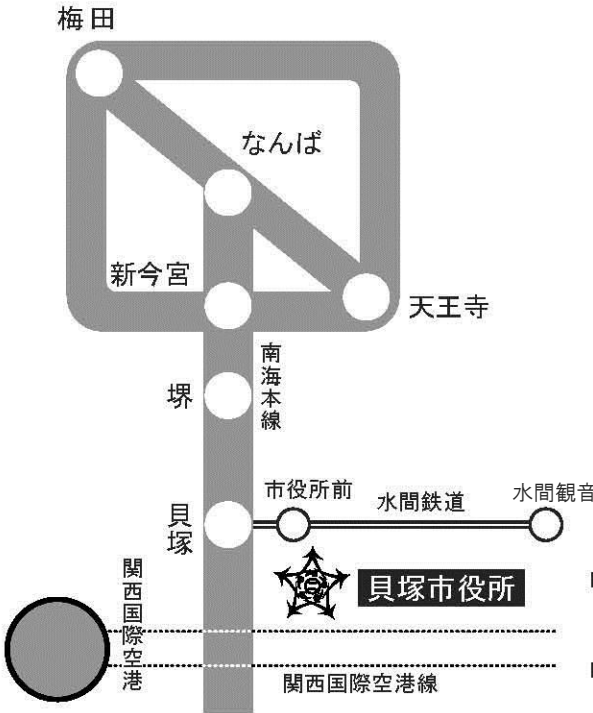 梅田
なんば
新今宮
天王寺
南海本線
堺
市役所前
水間鉄道
水間観音
貝塚
貝塚市役所
関西国際空港
関西国際空港線